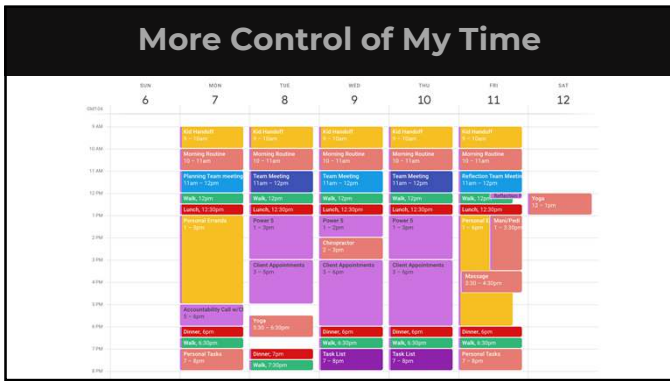 More Control of My Time
SUN
MON
TUE
WED
THU
FRI
SAT
6
7
8
9
10
11
12
9 AM
10 AM
11 AM
12 PM
1 PM
2 PM
3 PM
4 PM
5 PM
6 PM
7 PM
8 PM
Kid Handoff
9 – 10am
Morning Routine
10 – 11am
Planning Team meeting
11am – 12pm
Walk, 12pm
Lunch, 12:30pm
Personal Errands
1 – 5pm
Accountability Call w/
5 – 6pm
Dinner, 6pm
Walk, 6:30pm
Personal Tasks
7 – 8pm
Kid Handoff
9 – 10am
Morning Routine
10 – 11am
Team Meeting
11am – 12pm
Walk, 12pm
Lunch, 12:30pm
Power 5
1 – 3pm
Client Appointments
3 – 5pm
Yoga
5:30 – 6:30pm
Dinner, 7pm
Walk, 7:30pm
Kid Handoff
9 – 10am
Morning Routine
10 – 11am
Team Meeting
11am – 12pm
Walk, 12pm
Lunch, 12:30pm
Power 5
1 – 2pm
Chiropractor
2 – 3pm
Client Appointments
3 – 6pm
Dinner, 6pm
Walk, 6:30pm
Task List
7 – 8pm
Kid Handoff
9 – 10am
Morning Routine
10 – 11am
Team Meeting
11am – 12pm
Walk, 12pm
Lunch, 12:30pm
Power 5
1 – 3pm
Client Appointments
3 – 6pm
Dinner, 6pm
Walk, 6:30pm
Task List
7 – 8pm
Kid Handoff
9 – 10am
Morning Routine
10 – 11am
Reflection Team Meetin
11am – 12pm
Walk, 12pm
Lunch, 12:30pm
Personal
1 – 6pm
Mani/Pedi
1 – 3:30pm
Massage
3:30 – 4:30pm
Dinner, 6pm
Walk, 6:30pm
Personal Tasks
7 – 8pm
Yoga
12 – 1pm